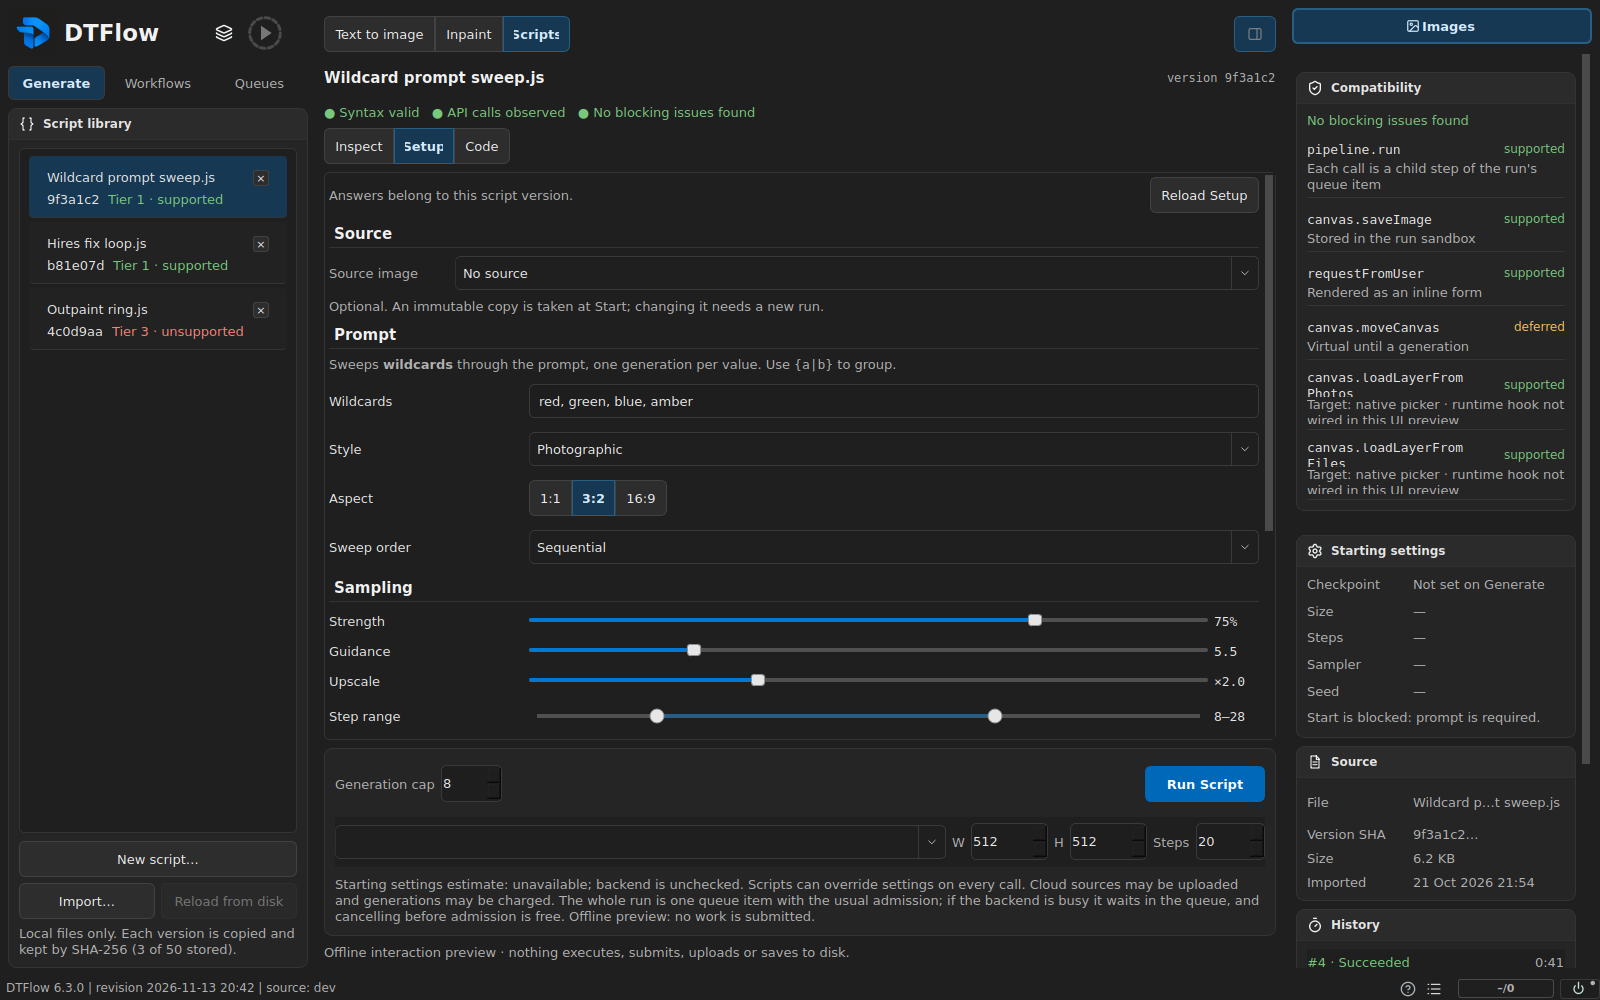 DTFlow
Generate
Workflows
Queues
Script library
Wildcard prompt sweep.js
9f3a1c2 Tier 1 · supported
Hires fix loop.js
b81e07d Tier 1 · supported
Outpaint ring.js
4c0d9aa Tier 3 · unsupported
New script...
Import...
Reload from disk
Local files only. Each version is copied and
kept by SHA-256 (3 of 50 stored).
Text to image
Inpaint
Scripts
Wildcard prompt sweep.js
version 9f3a1c2
Syntax valid
API calls observed
No blocking issues found
Inspect
Setup
Code
Answers belong to this script version.
Reload Setup
Source
Source image
No source
Optional. An immutable copy is taken at Start; changing it needs a new run.
Prompt
Sweeps wildcards through the prompt, one generation per value. Use {a|b} to group.
Wildcards
red, green, blue, amber
Style
Photographic
Aspect
1:1
3:2
16:9
Sweep order
Sequential
Sampling
Strength
75%
Guidance
5.5
Upscale
×2.0
Step range
8–28
Generation cap
8
Run Script
W
512
H
512
Steps
20
Starting settings estimate: unavailable; backend is unchecked. Scripts can override settings on every call. Cloud sources may be uploaded
and generations may be charged. The whole run is one queue item with the usual admission; if the backend is busy it waits in the queue, and
cancelling before admission is free. Offline preview: no work is submitted.
Offline interaction preview · nothing executes, submits, uploads or saves to disk.
Images
Compatibility
No blocking issues found
pipeline.run
supported
Each call is a child step of the run's
queue item
canvas.saveImage
supported
Stored in the run sandbox
requestFromUser
supported
Rendered as an inline form
canvas.moveCanvas
deferred
Virtual until a generation
canvas.loadLayerFrom
Photos
supported
Target: native picker · runtime hook not
wired in this UI preview
canvas.loadLayerFrom
Files
supported
Target: native picker · runtime hook not
wired in this UI preview
Starting settings
Checkpoint
Not set on Generate
Size
—
Steps
—
Sampler
—
Seed
—
Start is blocked: prompt is required.
Source
File
Wildcard p...t sweep.js
Version SHA
9f3a1c2...
Size
6.2 KB
Imported
21 Oct 2026 21:54
History
#4 · Succeeded
0:41
DTFlow 6.3.0 | revision 2026-11-13 20:42 | source: dev
–/0